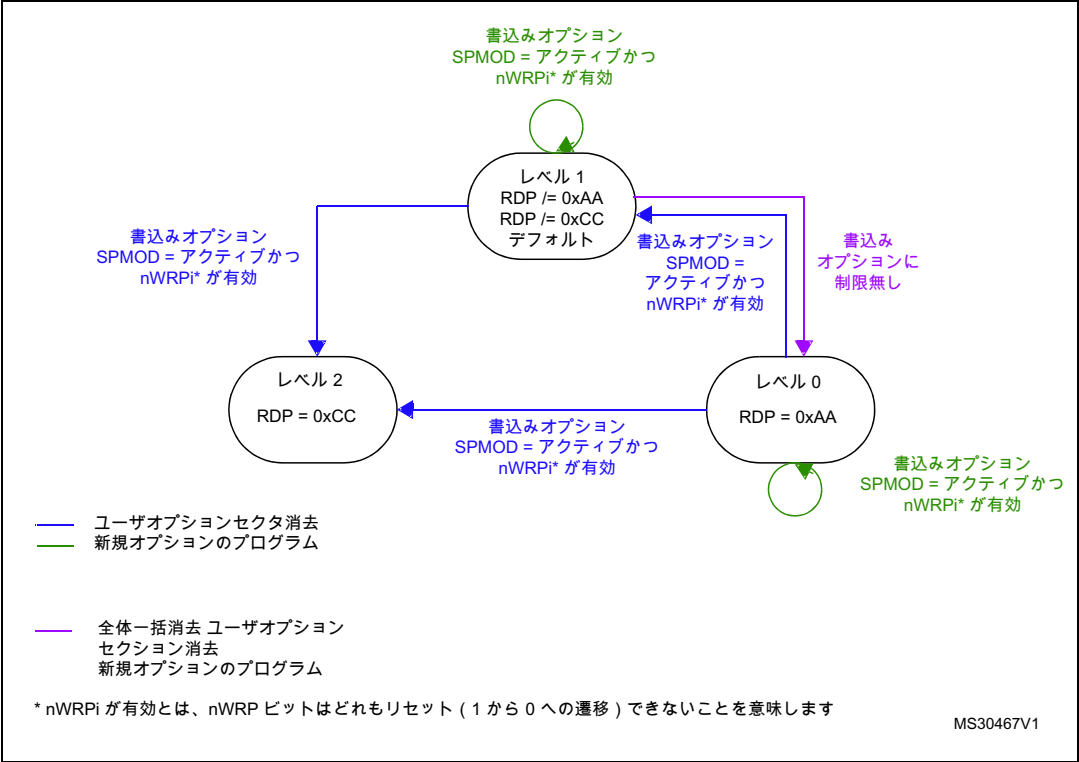 書込みオプション
SPMOD = アクティブかつ
nWRPi* が有効
レベル 1
RDP /= 0xAA
RDP /= 0xCC
デフォルト
書込みオプション
SPMOD = アクティブかつ
nWRPi* が有効
書込みオプション
SPMOD =
アクティブかつ
nWRPi* が有効
書込み
オプションに
制限無し
レベル 2
RDP = 0xCC
レベル 0
RDP = 0xAA
書込みオプション
SPMOD = アクティブかつ
nWRPi* が有効
書込みオプション
SPMOD = アクティブかつ
nWRPi* が有効
ユーザオプションセクタ消去
新規オプションのプログラム
全体一括消去 ユーザオプション
セクション消去
新規オプションのプログラム
* nWRPi が有効とは、nWRP ビットはどれもリセット（1 から 0 への遷移）できないことを意味します
MS30467V1